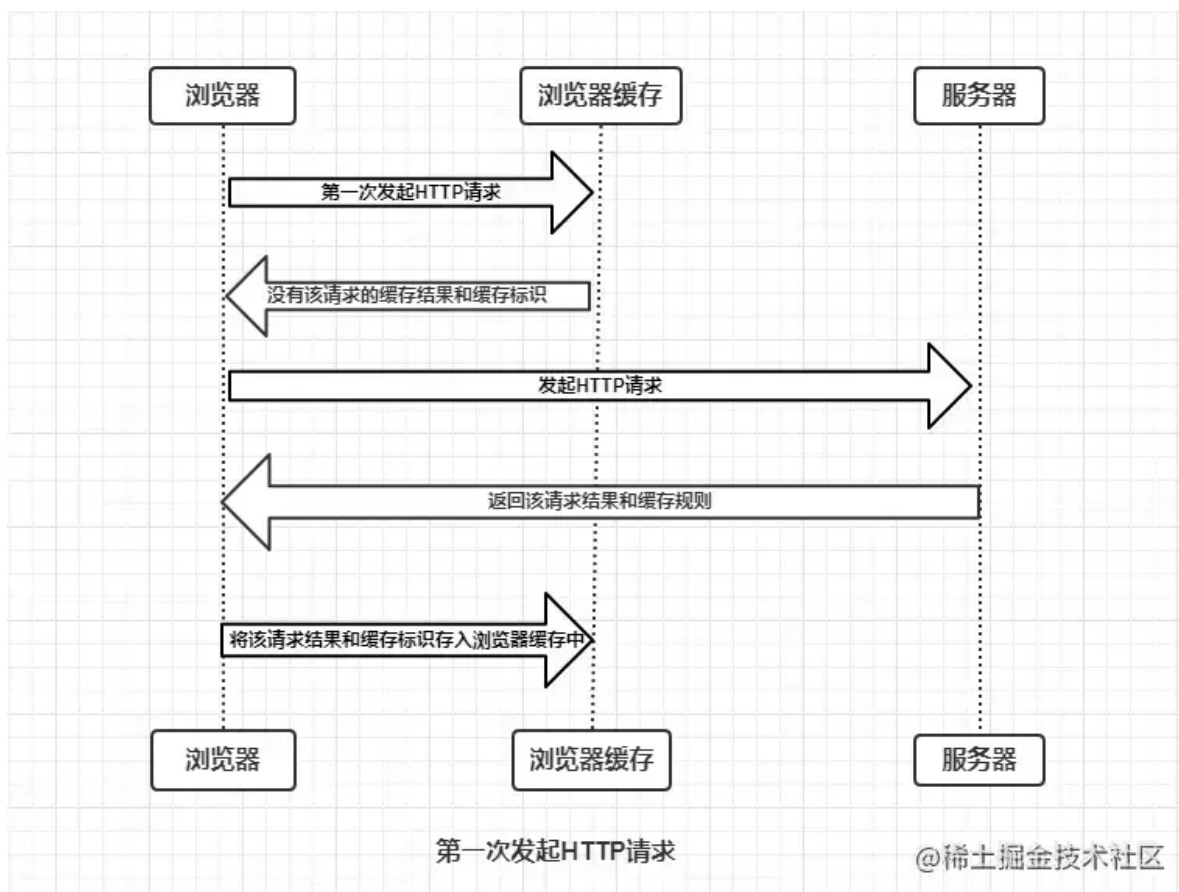 浏览器
浏览器缓存
服务器
第一次发起HTTP请求
没有该请求的缓存结果和缓存标识
发起HTTP请求
返回该请求结果和缓存规则
将该请求结果和缓存标识存入浏览器缓存中
浏览器
浏览器缓存
服务器
第一次发起HTTP请求
@稀土掘金技术社区